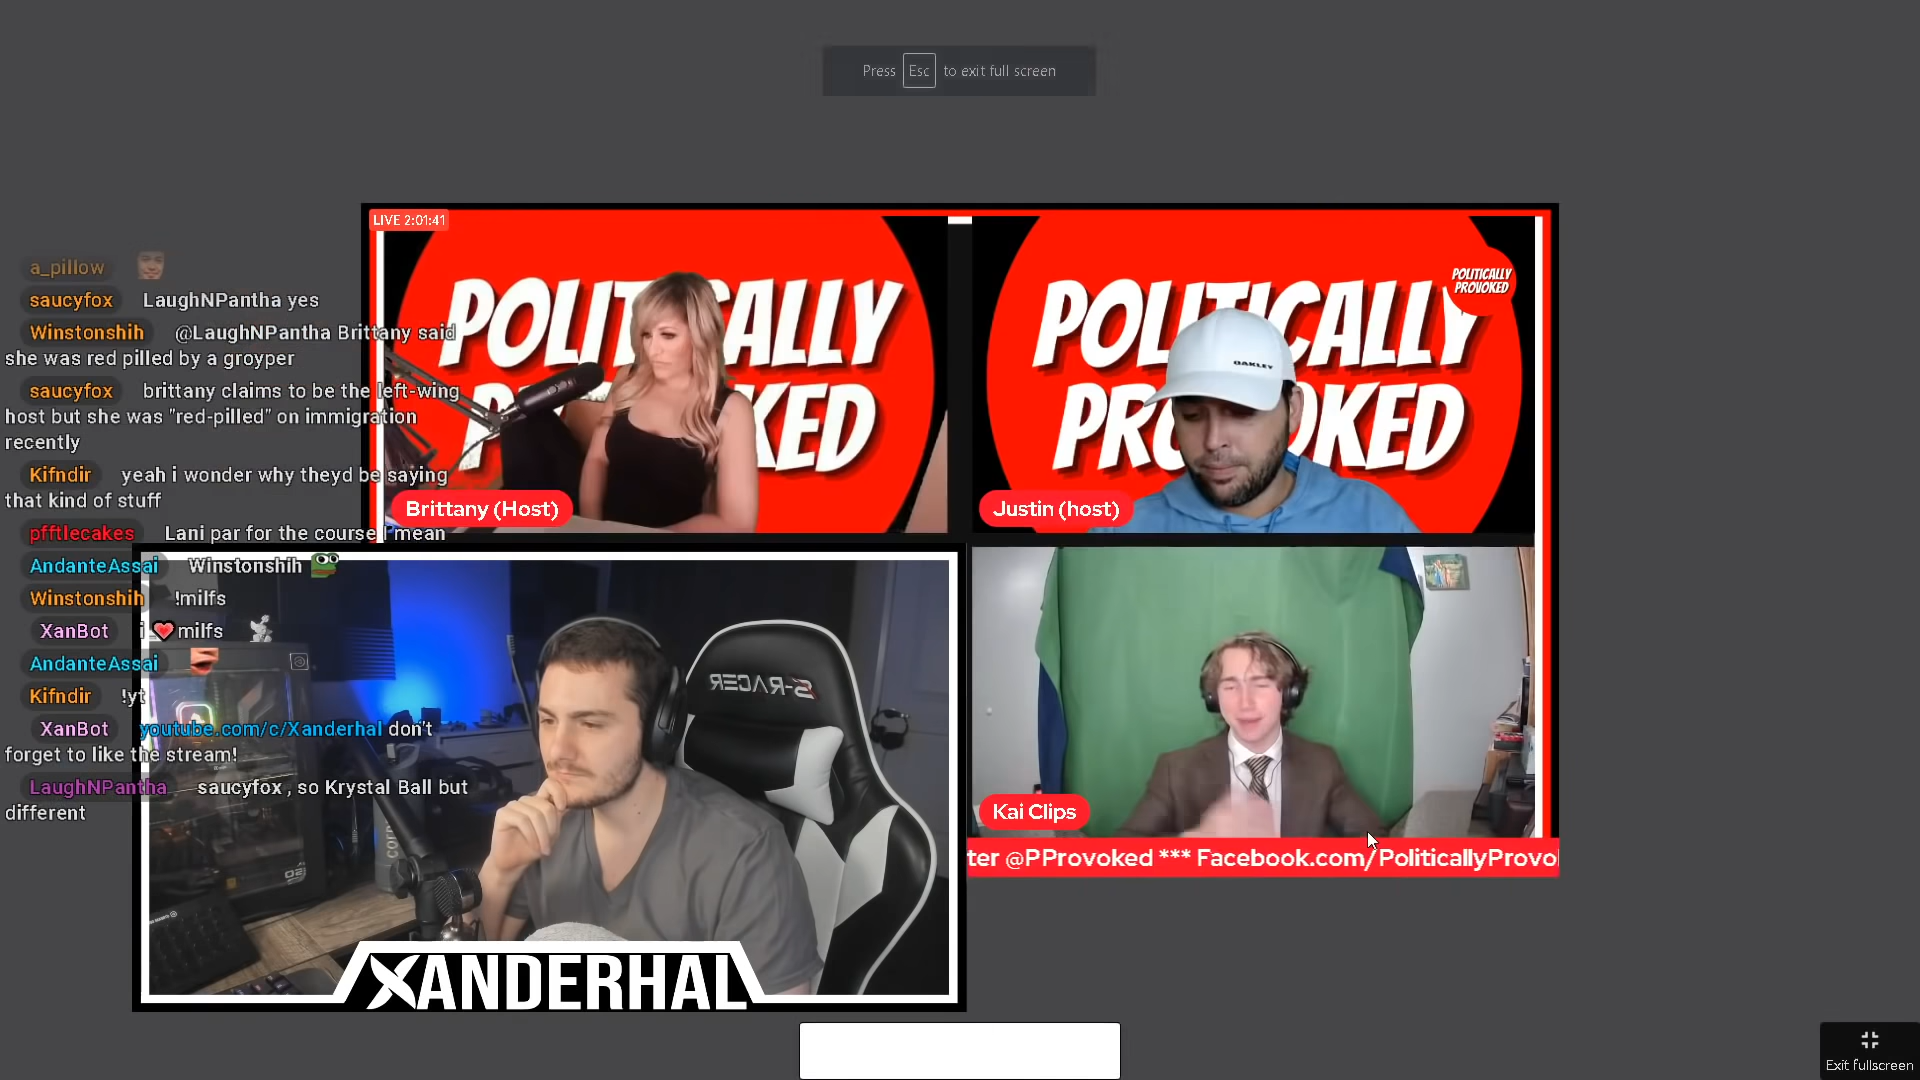 Press Esc to exit full screen
LIVE 2:01:41
POLITICALLY
PROVOKED
Brittany (Host)
POLITICALLY
PROVOKED
POLITICALLY
PROVOKED
OAKLEY
Justin (host)
a_pillow
saucyfox LaughNPantha yes
Winstonshih @LaughNPantha Brittany said
she was red pilled by a groyper
saucyfox brittany claims to be the left-wing
host but she was "red-pilled" on immigration
recently
Kifndir yeah i wonder why theyd be saying
that kind of stuff
pfftlecakes Lani par for the course I mean
AndanteAssai Winstonshih
Winstonshih !milfs
XanBot i ❤ milfs
AndanteAssai
Kifndir !yt
XanBot youtube.com/c/Xanderhal don't
forget to like the stream!
LaughNPantha saucyfox , so Krystal Ball but
different
S-RACER
XANDERHAL
Kai Clips
ter @PProvoked *** Facebook.com/PoliticallyProvo
Exit fullscreen